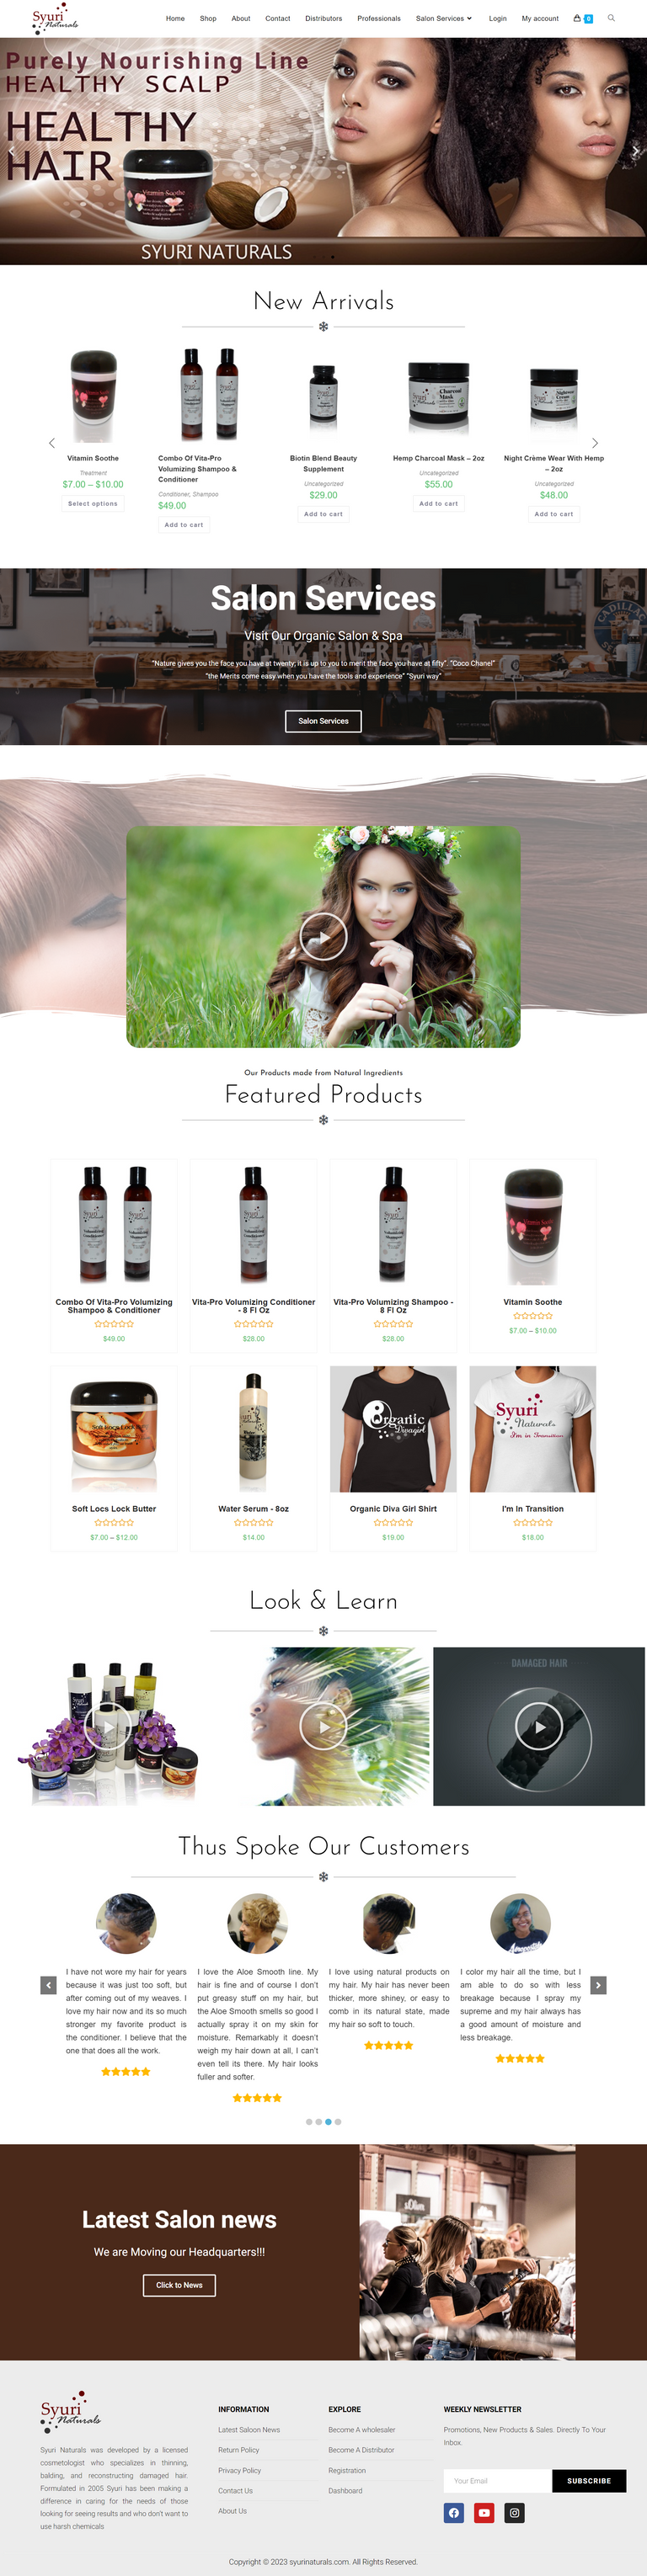 Syuri
Naturals
Home Shop About Contact Distributors Professionals Salon Services Login My account 0
Purely Nourishing Line
HEALTHY SCALP
HEALTHY
HAIR
Vitamin Soothe
SYURI NATURALS
New Arrivals
Vitamin Soothe
Treatment
$7.00 – $10.00
Select options
Combo Of Vita-Pro
Volumizing Shampoo &
Conditioner
Conditioner, Shampoo
$49.00
Add to cart
Biotin Blend Beauty
Supplement
Uncategorized
$29.00
Add to cart
Hemp Charcoal Mask – 2oz
Uncategorized
$55.00
Add to cart
Night Crème Wear With Hemp
– 2oz
Uncategorized
$48.00
Add to cart
Salon Services
Visit Our Organic Salon & Spa
"Nature gives you the face you have at twenty; it is up to you to merit the face you have at fifty". "Coco Chanel"
"the Merits come easy when you have the tools and experience" "Syuri way"
Salon Services
Our Products made from Natural Ingredients
Featured Products
Combo Of Vita-Pro Volumizing
Shampoo & Conditioner
$49.00
Vita-Pro Volumizing Conditioner
- 8 Fl Oz
$28.00
Vita-Pro Volumizing Shampoo -
8 Fl Oz
$28.00
Vitamin Soothe
$7.00 – $10.00
Soft Locs Lock Butter
$7.00 – $12.00
Water Serum - 8oz
$14.00
Organic
Divagirl
Organic Diva Girl Shirt
$19.00
Syuri
Naturals
I'm in Transition
I'm In Transition
$18.00
Look & Learn
DAMAGED HAIR
Thus Spoke Our Customers
I have not wore my hair for years
because it was just too soft, but
after coming out of my weaves. I
love my hair now and its so much
stronger my favorite product is
the conditioner. I believe that the
one that does all the work.
I love the Aloe Smooth line. My
hair is fine and of course I don't
put greasy stuff on my hair, but
the Aloe Smooth smells so good I
actually spray it on my skin for
moisture. Remarkably it doesn't
weigh my hair down at all, I can't
even tell its there. My hair looks
fuller and softer.
I love using natural products on
my hair. My hair has never been
thicker, more shiney, or easy to
comb in its natural state, made
my hair so soft to touch.
I color my hair all the time, but I
am able to do so with less
breakage because I spray my
supreme and my hair always has
a good amount of moisture and
less breakage.
Latest Salon news
We are Moving our Headquarters!!!
Click to News
Syuri
Naturals
Syuri Naturals was developed by a licensed
cosmetologist who specializes in thinning,
balding, and reconstructing damaged hair.
Formulated in 2005 Syuri has been making a
difference in caring for the needs of those
looking for seeing results and who don't want to
use harsh chemicals
INFORMATION
Latest Saloon News
Return Policy
Privacy Policy
Contact Us
About Us
EXPLORE
Become A wholesaler
Become A Distributor
Registration
Dashboard
WEEKLY NEWSLETTER
Promotions, New Products & Sales. Directly To Your
Inbox.
Your Email SUBSCRIBE
Copyright © 2023 syurinaturals.com. All Rights Reserved.